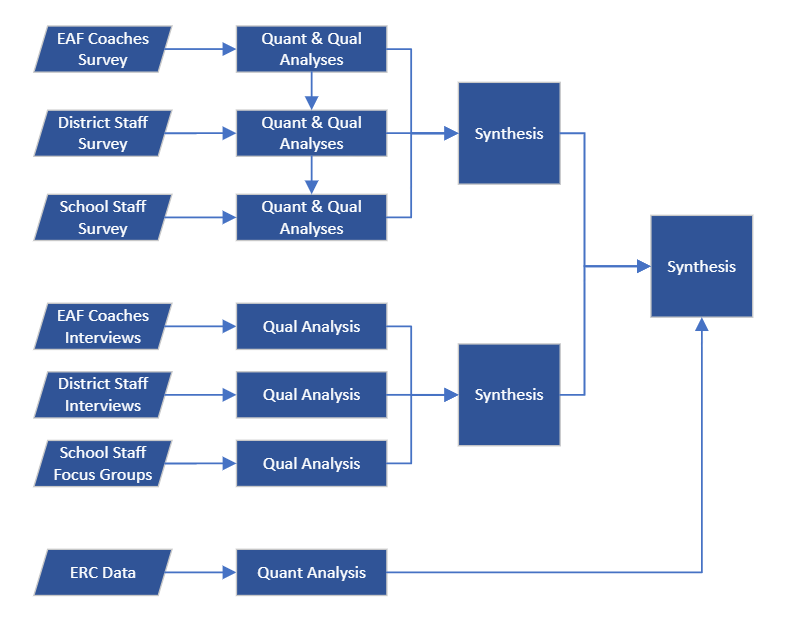 EAF Coaches
Survey
Quant & Qual
Analyses
District Staff
Survey
Quant & Qual
Analyses
Synthesis
School Staff
Survey
Quant & Qual
Analyses
Synthesis
EAF Coaches
Interviews
Qual Analysis
District Staff
Interviews
Qual Analysis
Synthesis
School Staff
Focus Groups
Qual Analysis
ERC Data
Quant Analysis